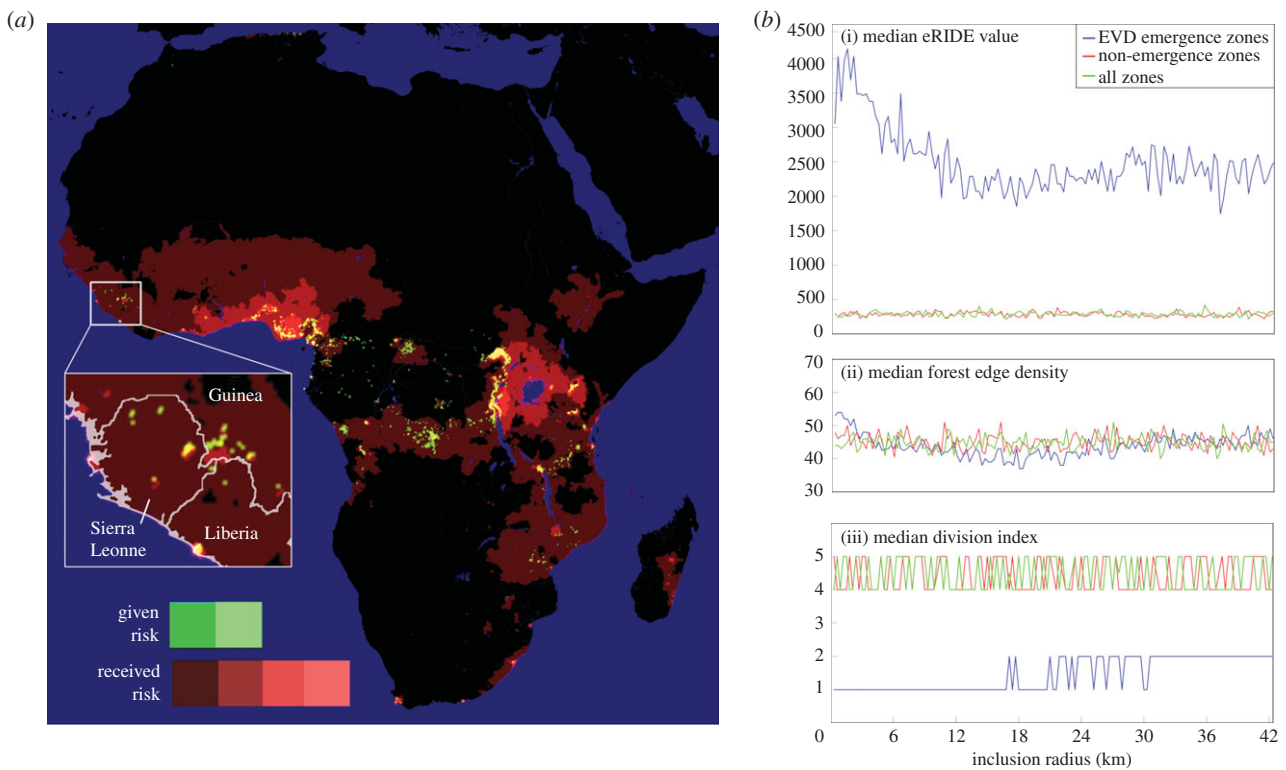 (a)
Guinea
Sierra
Leonne
Liberia
given
risk
received
risk
(b)
(i) median eRIDE value
EVD emergence zones
non-emergence zones
all zones
4500
4000
3500
3000
2500
2000
1500
1000
500
0
(ii) median forest edge density
70
60
50
40
30
(iii) median division index
5
4
3
2
1
0
6
12
18
24
30
36
42
inclusion radius (km)